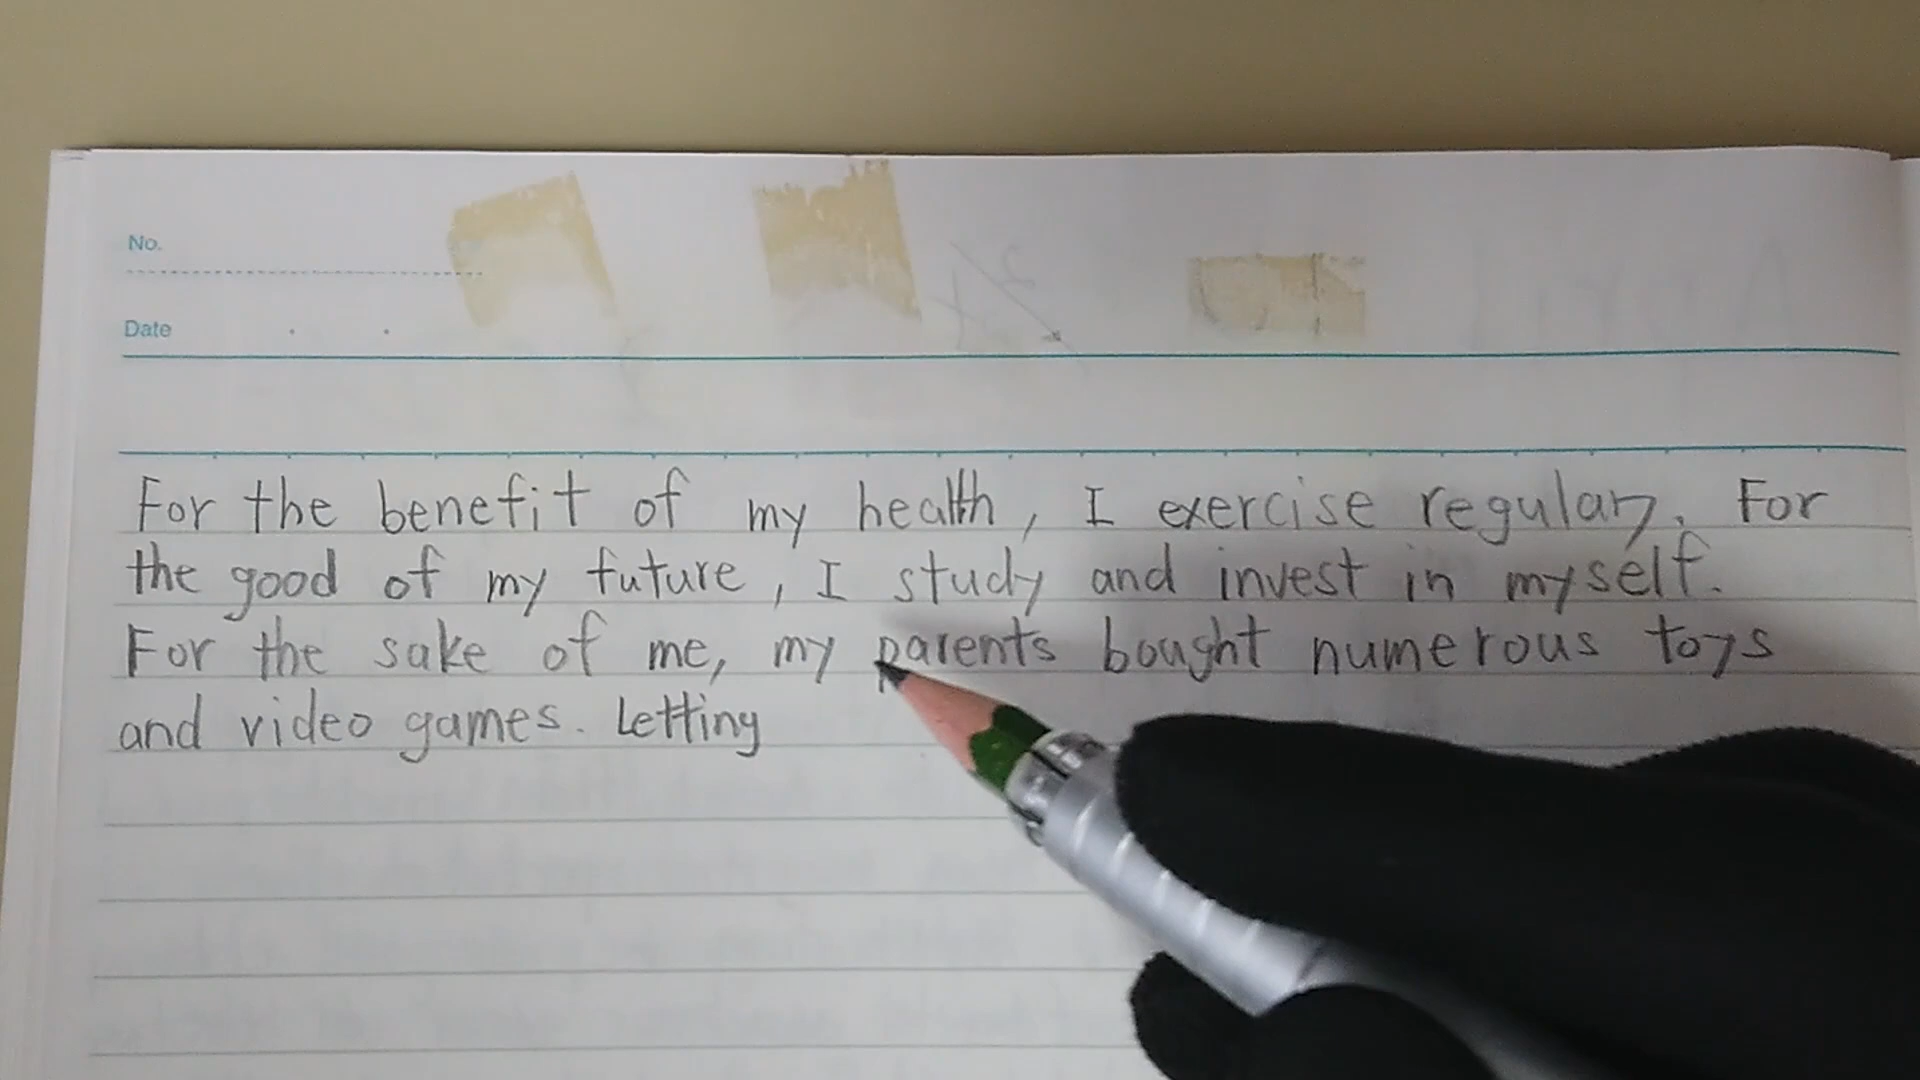 No.
Date
For the benefit of my health, I exercise regulary. For
the good of my future, I study and invest in myself.
For the sake of me, my parents bought numerous toys
and video games. Letting